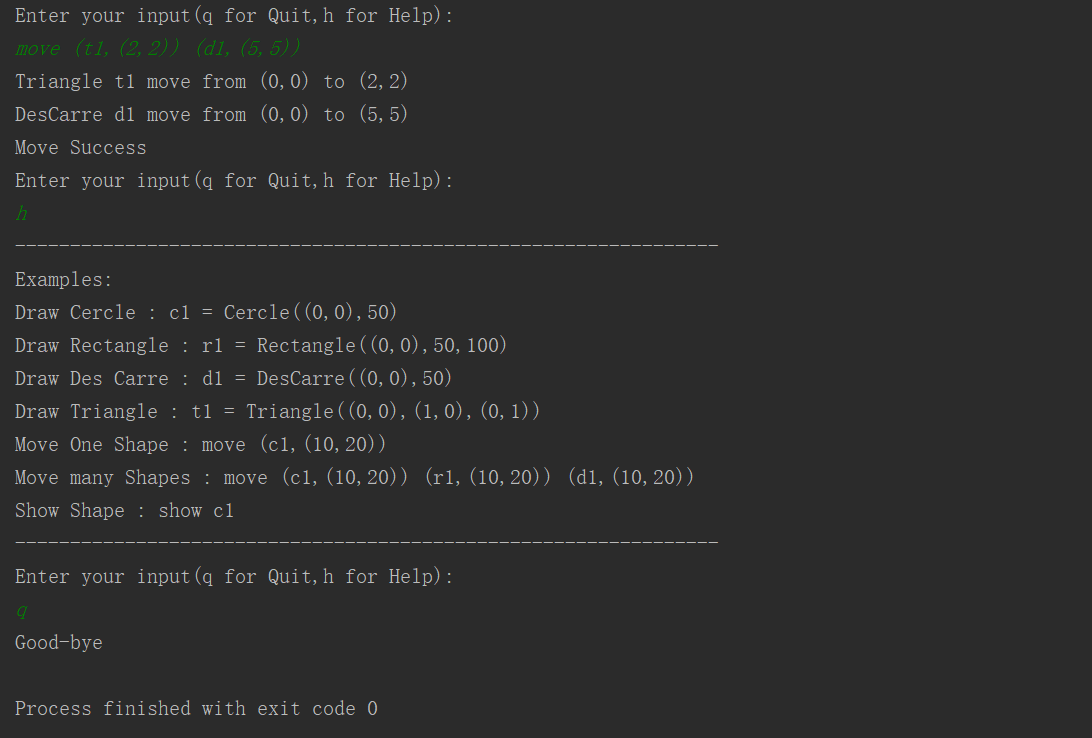 Enter your input(q for Quit,h for Help):
move (t1,(2,2)) (d1,(5,5))
Triangle t1 move from (0,0) to (2,2)
DesCarre d1 move from (0,0) to (5,5)
Move Success
Enter your input(q for Quit,h for Help):
h
----------------------------------------------------------------
Examples:
Draw Cercle : c1 = Cercle((0,0),50)
Draw Rectangle : r1 = Rectangle((0,0),50,100)
Draw Des Carre : d1 = DesCarre((0,0),50)
Draw Triangle : t1 = Triangle((0,0),(1,0),(0,1))
Move One Shape : move (c1,(10,20))
Move many Shapes : move (c1,(10,20)) (r1,(10,20)) (d1,(10,20))
Show Shape : show c1
----------------------------------------------------------------
Enter your input(q for Quit,h for Help):
q
Good-bye
Process finished with exit code 0